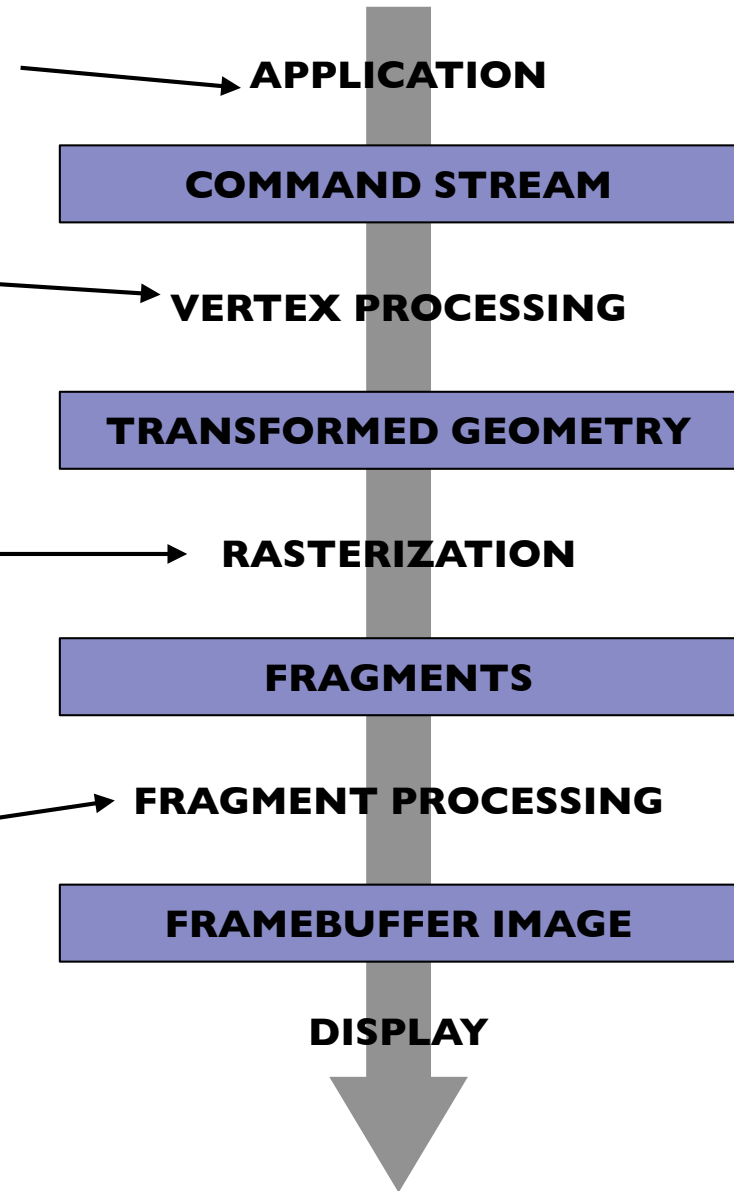 APPLICATION
COMMAND STREAM
VERTEX PROCESSING
TRANSFORMED GEOMETRY
RASTERIZATION
FRAGMENTS
FRAGMENT PROCESSING
FRAMEBUFFER IMAGE
DISPLAY